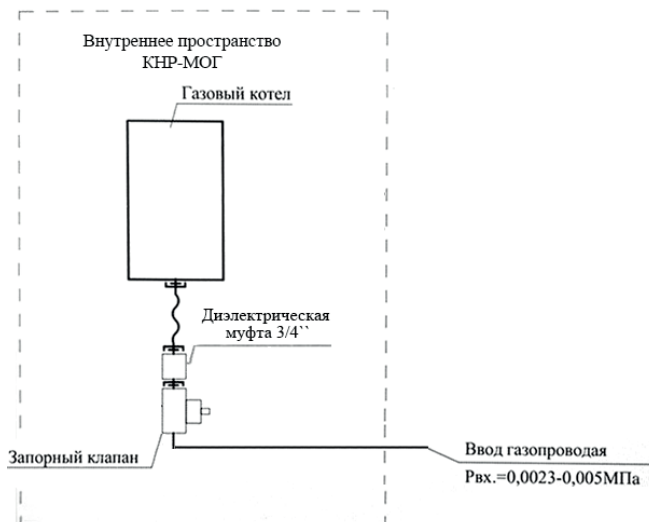 Внутреннее пространство
КНР-МОГ
Газовый котел
Диэлектрическая
муфта 3/4``
Запорный клапан
Ввод газопроводая
Рвх.=0,0023-0,005МПа